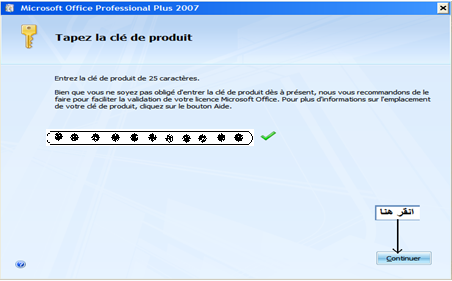 Microsoft Office Professional Plus 2007
Tapez la clé de produit
Entrez la clé de produit de 25 caractères.
Bien que vous ne soyez pas obligé d'entrer la clé de produit dès à présent, nous vous recommandons de le
faire pour faciliter la validation de votre licence Microsoft Office. Pour plus d'informations sur l'emplacement
de votre clé de produit, cliquez sur le bouton Aide.
انقر هنا
Continuer